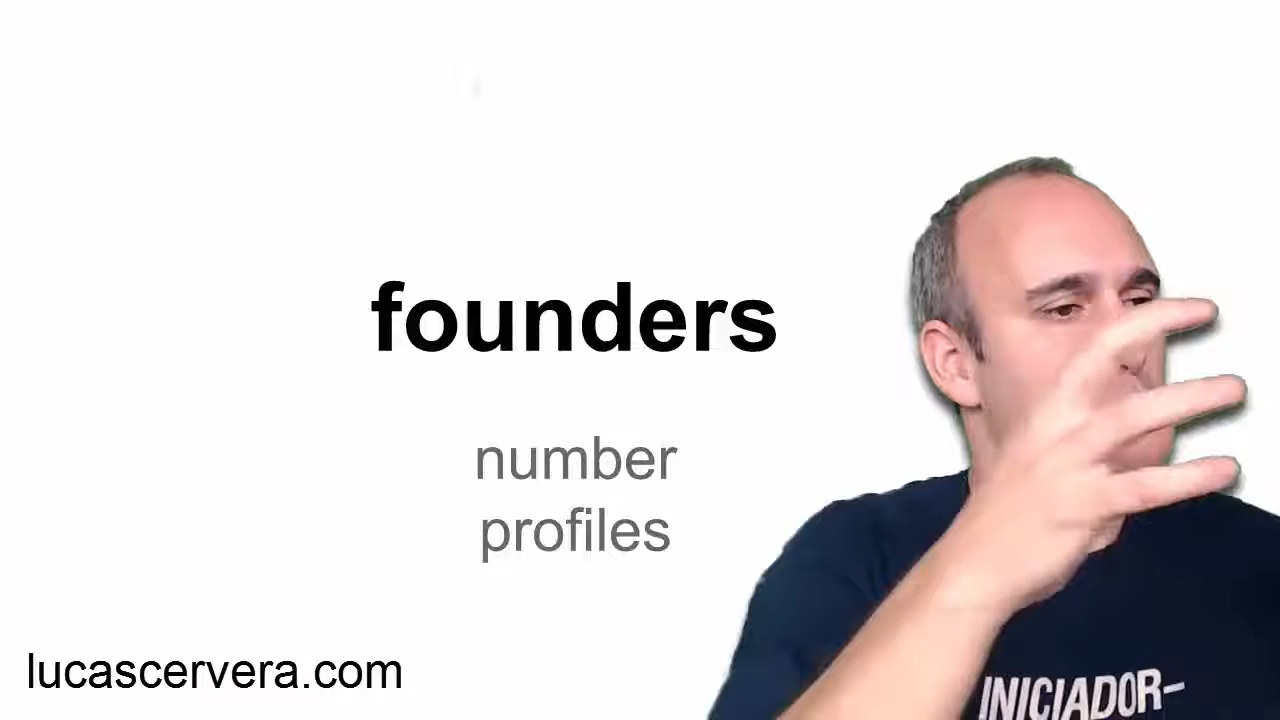 founders
number
profiles
lucascervera.com
INICIADOR-